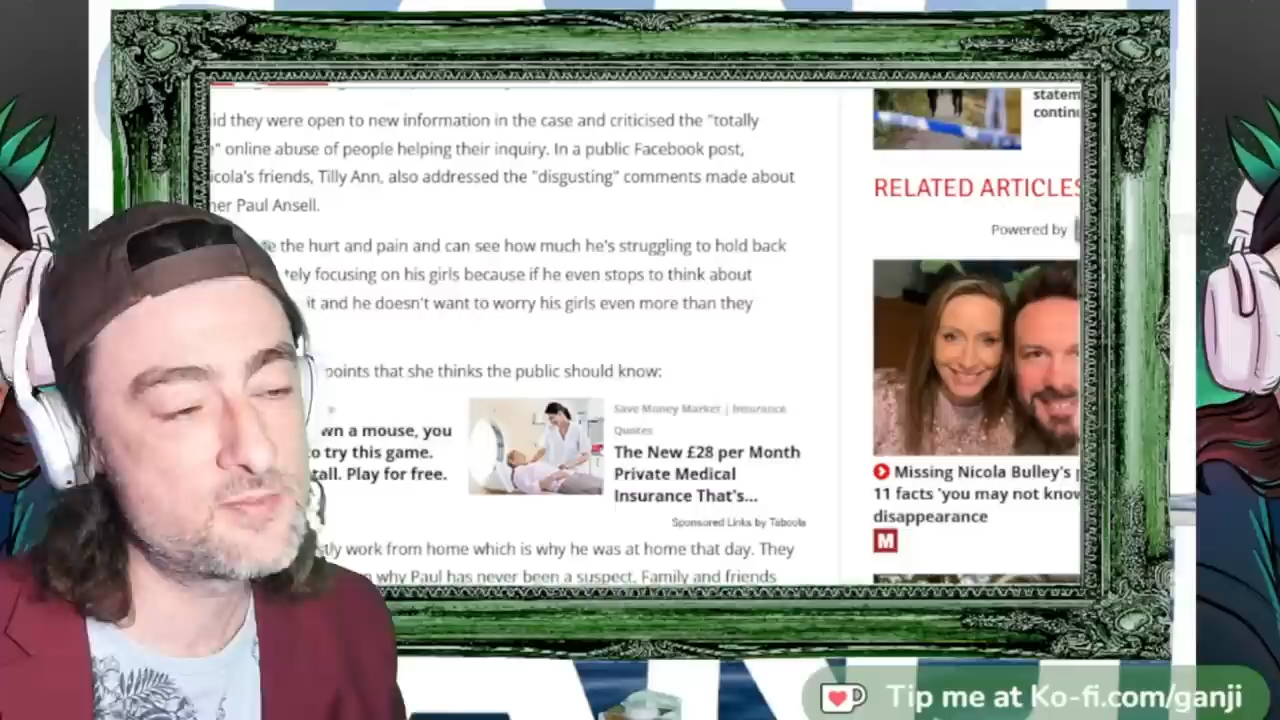 id they were open to new information in the case and criticised the "totally
" online abuse of people helping their inquiry. In a public Facebook post,
icola's friends, Tilly Ann, also addressed the "disgusting" comments made about
ner Paul Ansell.
the hurt and pain and can see how much he's struggling to hold back
tely focusing on his girls because if he even stops to think about
it and he doesn't want to worry his girls even more than they
points that she thinks the public should know:
wn a mouse, you
to try this game.
tall. Play for free.
Save Money Market | Insurance
Quotes
The New £28 per Month
Private Medical
Insurance That's...
Sponsored Links by Taboola
stly work from home which is why he was at home that day. They
why Paul has never been a suspect. Family and friends
statem
continu
RELATED ARTICLES
Powered by
Missing Nicola Bulley's
11 facts 'you may not know
disappearance
M
Tip me at Ko-fi.com/ganji